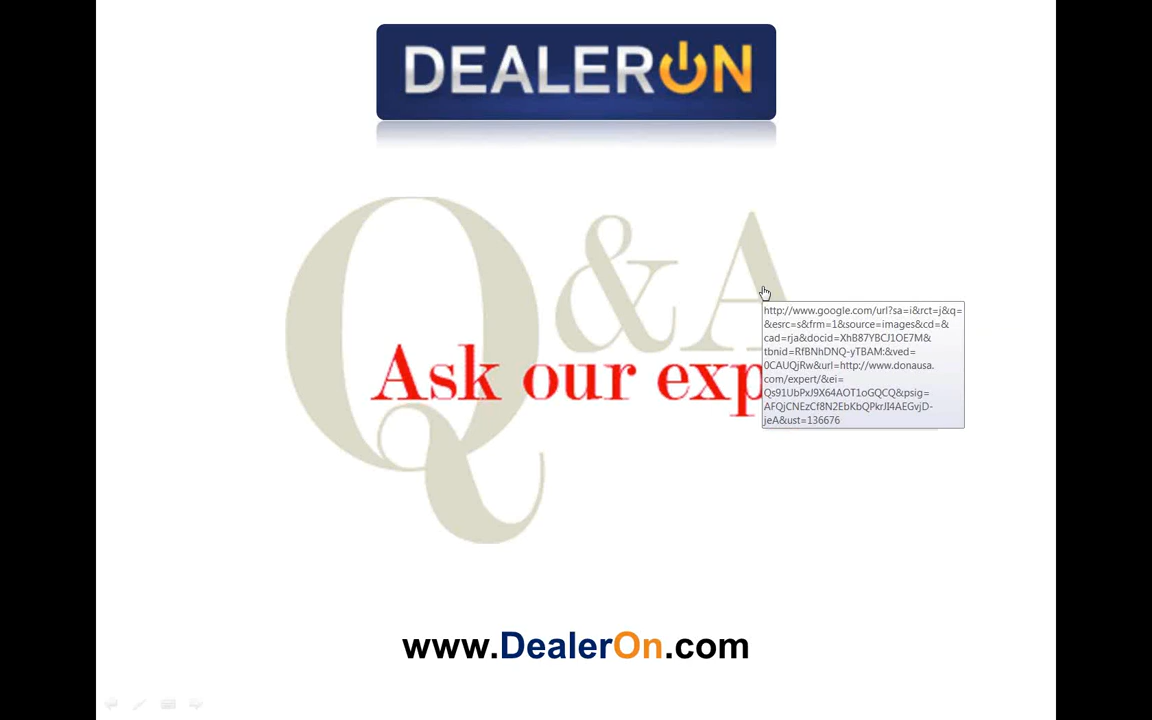 DEALERON
Q&A
Ask our exp
http://www.google.com/url?sa=i&rct=j&q=
&esrc=s&frm=1&source=images&cd=&
cad=rja&docid=XhB87YBCJ1OE7M&
tbnid=RfBNhDNQ-yTBAM:&ved=
0CAUQjRw&url=http://www.donausa.
com/expert/&ei=
Qs91UbPxJ9X64AOT1oGQCQ&psig=
AFQjCNEzCf8N2EbKbQPkrJI4AEGvjD-
jeA&ust=136676
www.DealerOn.com